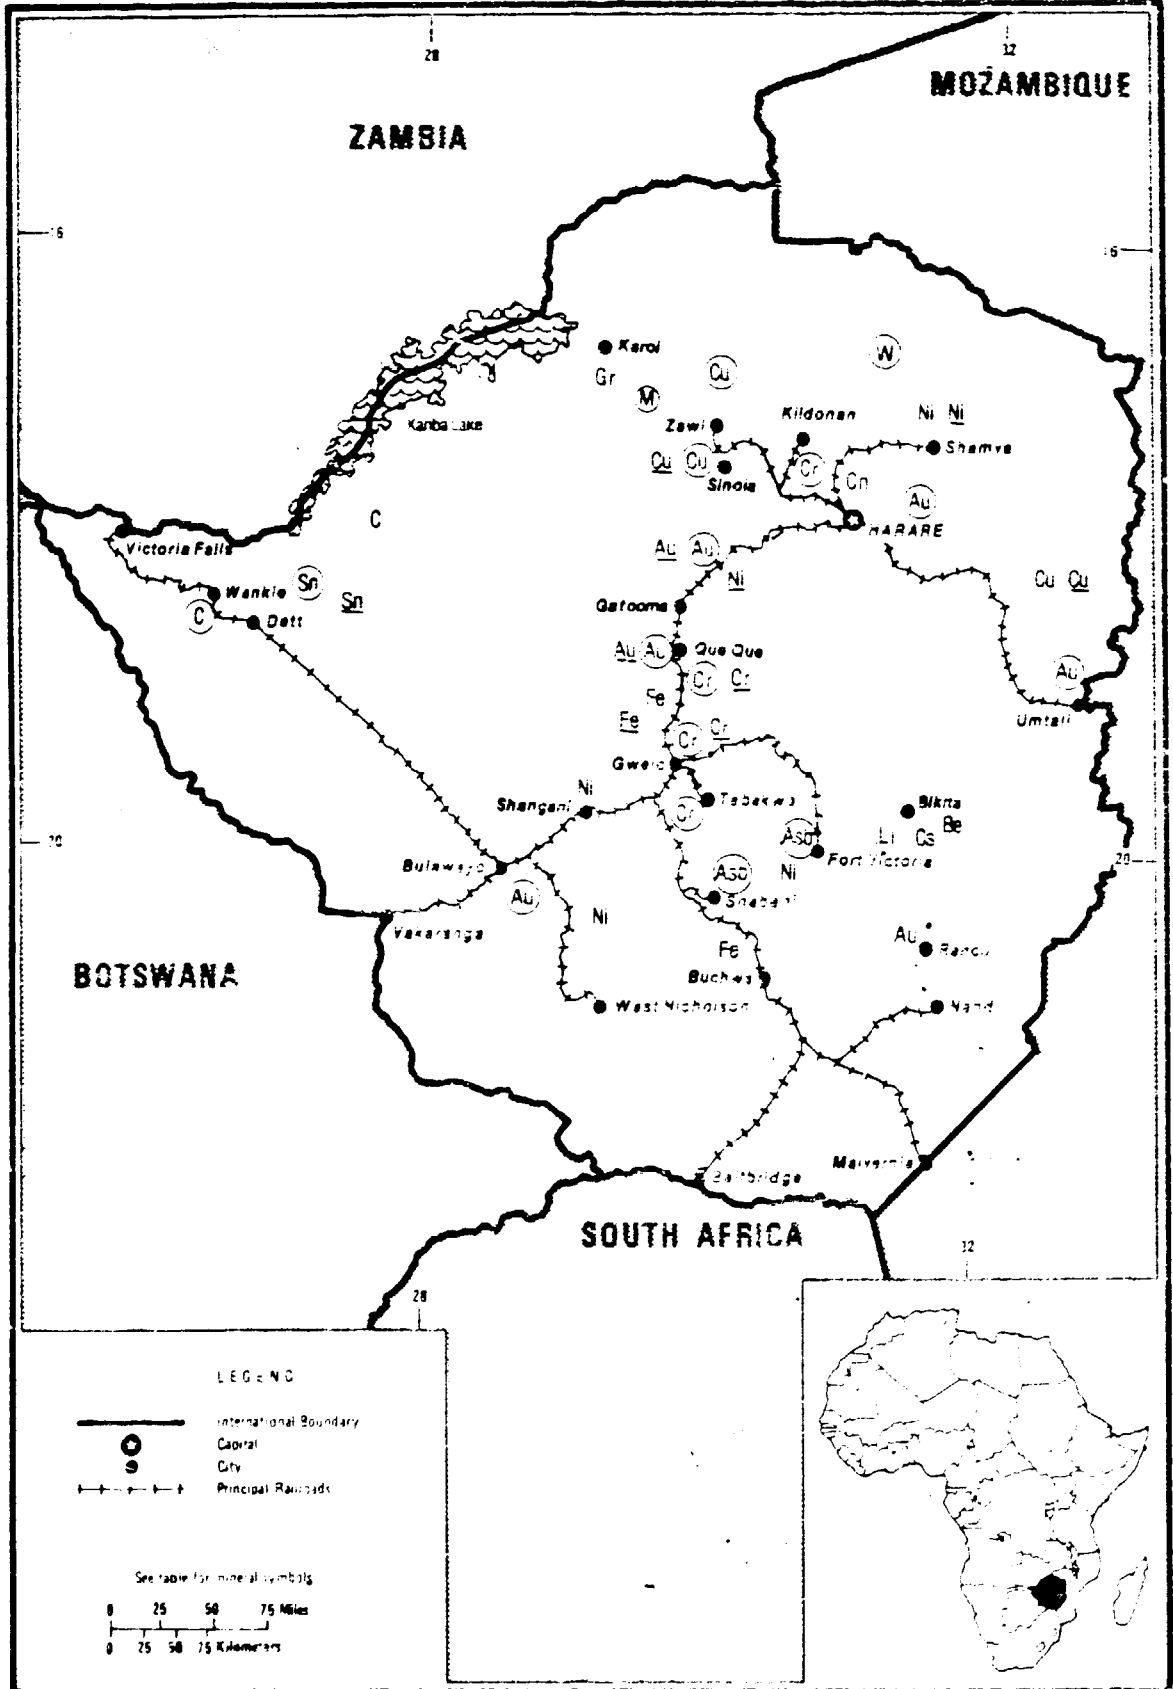 28
32
MOZAMBIQUE
ZAMBIA
16
16
Karoi
W
Gr
Cu
M
Kildonan
Ni Ni
Zawi
Kariba Lake
Shamva
Cu Cu
Cr
Sinoia
Au
C
HARARE
Victoria Falls
Au Au
Ni
Cu Cu
Sn
Wankie
Sn
Gatooma
C
Dett
Au Au
Que Que
Au
Cr Cr
Fe
Fe
Umtali
Cr Cr
Gwelo
Ni
Shangani
Tebekwe
Bikita
Cr
Be
Li Cs
20
Asb
Fort Victoria
20
Bulawayo
Asb
Ni
Au
Shabani
Ni
Vakaranga
Au
Fe
BOTSWANA
Buchwa
West Nicholson
Malvernia
Beitbridge
SOUTH AFRICA
32
28
LEGEND
International Boundary
Capital
City
Principal Railroads
See table for mineral symbols
0 25 50 75 Miles
0 25 50 75 Kilometers